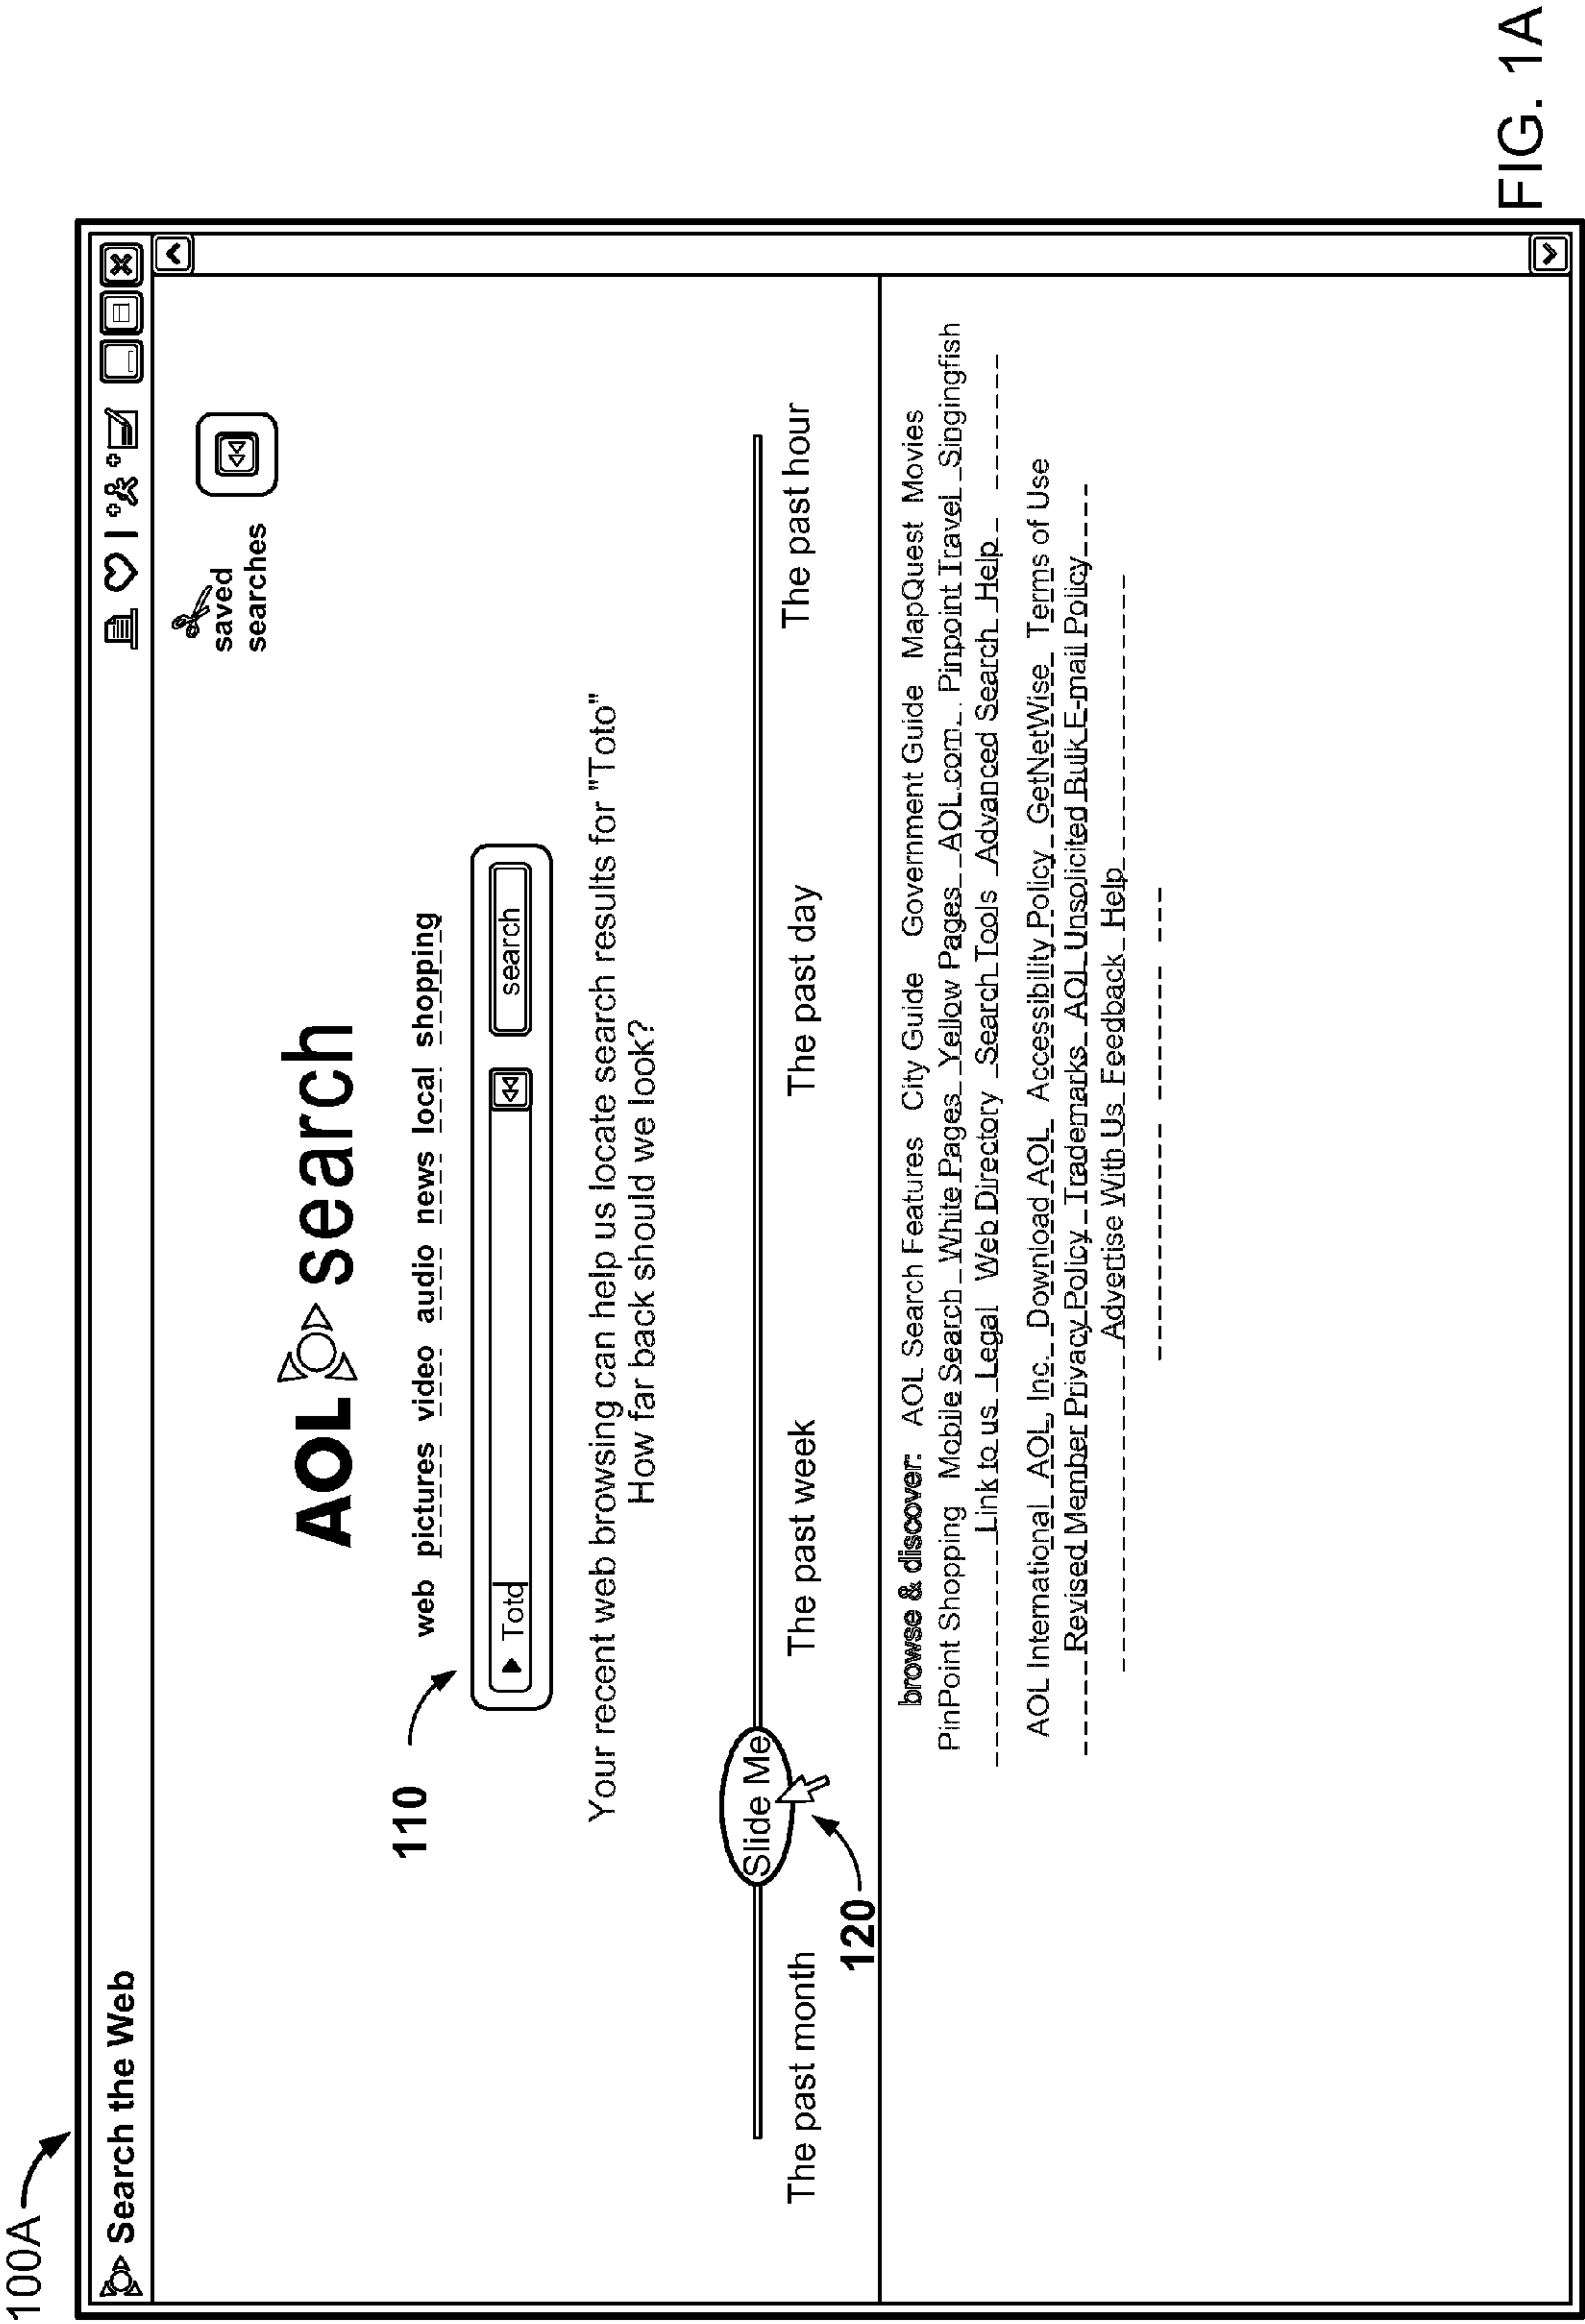 100A
Search the Web
saved
searches
AOL search
web pictures video audio news local shopping
110
Toto search
Your recent web browsing can help us locate search results for "Toto"
How far back should we look?
Slide Me
The past month The past week The past day The past hour
120
browse & discover: AOL Search Features City Guide Government Guide MapQuest Movies
PinPoint Shopping Mobile Search White Pages Yellow Pages AOL.com Pinpoint Travel Singingfish
Link to us Legal Web Directory Search Tools Advanced Search Help
AOL International AOL, Inc. Download AOL Accessibility Policy GetNetWise Terms of Use
Revised Member Privacy Policy Trademarks AOL Unsolicited Bulk E-mail Policy
Advertise With Us Feedback Help
FIG. 1A